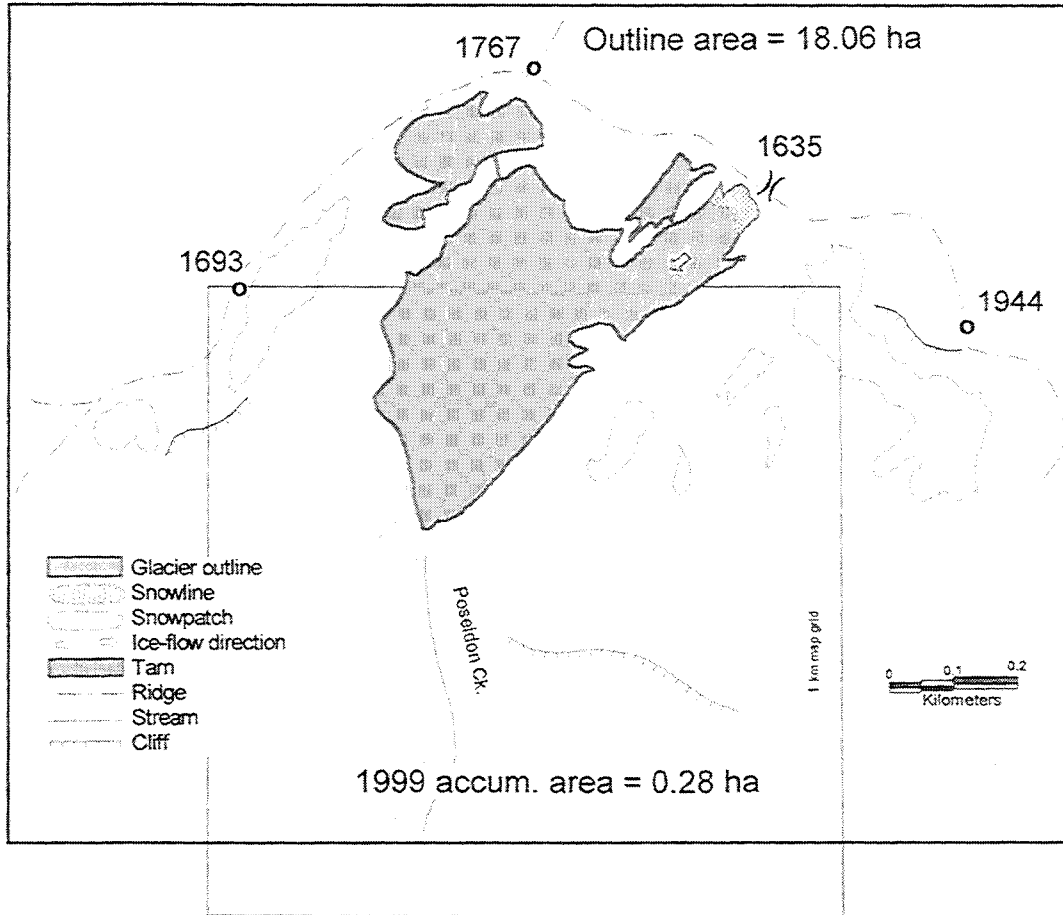 1767
Outline area = 18.06 ha
1635
1693
1944
Glacier outline
Snowline
Snowpatch
Ice-flow direction
Tarn
Ridge
Stream
Cliff
Poseidon Ck.
1 km map grid
0 0.1 0.2
Kilometers
1999 accum. area = 0.28 ha